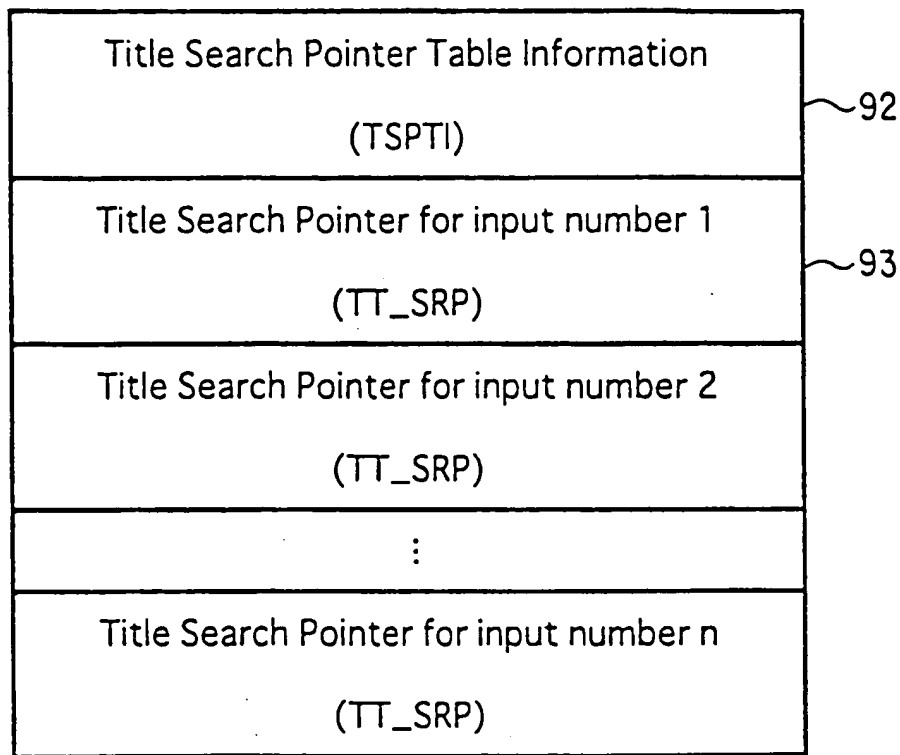 Title Search Pointer Table Information
(TSPTI)
92
Title Search Pointer for input number 1
(TT_SRP)
93
Title Search Pointer for input number 2
(TT_SRP)
⋮
Title Search Pointer for input number n
(TT_SRP)